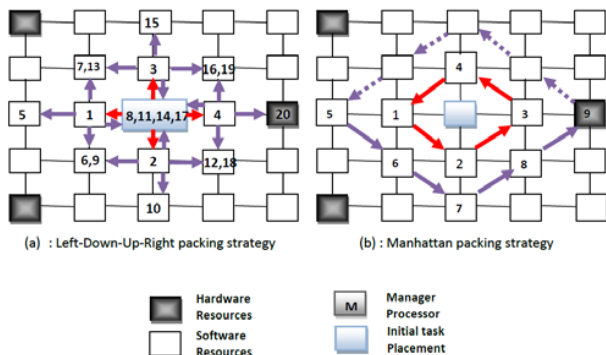 15
7,13 3 16,19
5 1 8,11,14,17 4 20
6,9 2 12,18
10
4
5 1 3 9
6 2 8
7
(a) : Left-Down-Up-Right packing strategy
(b) : Manhattan packing strategy
Hardware
Resources
Software
Resources
M
Manager
Processor
Initial task
Placement